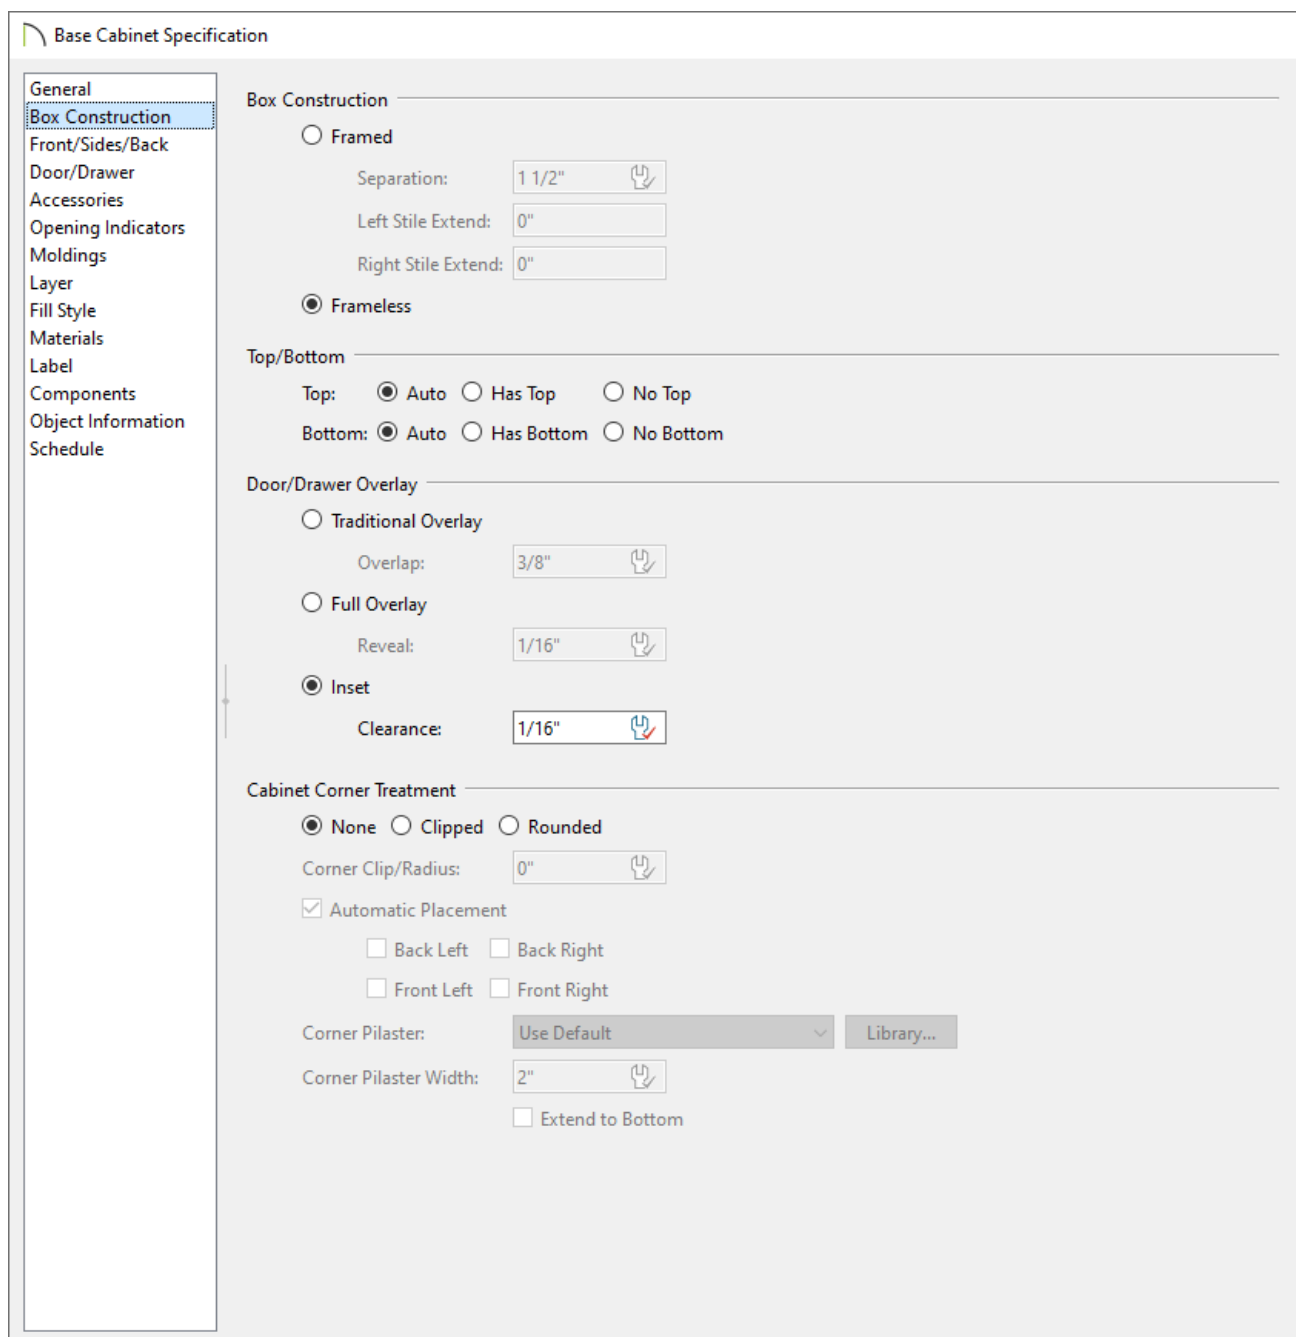 Base Cabinet Specification
General
Box Construction
Front/Sides/Back
Door/Drawer
Accessories
Opening Indicators
Moldings
Layer
Fill Style
Materials
Label
Components
Object Information
Schedule
Box Construction
Framed
Separation: 1 1/2"
Left Stile Extend: 0"
Right Stile Extend: 0"
Frameless
Top/Bottom
Top: Auto Has Top No Top
Bottom: Auto Has Bottom No Bottom
Door/Drawer Overlay
Traditional Overlay
Overlap: 3/8"
Full Overlay
Reveal: 1/16"
Inset
Clearance: 1/16"
Cabinet Corner Treatment
None Clipped Rounded
Corner Clip/Radius: 0"
Automatic Placement
Back Left Back Right
Front Left Front Right
Corner Pilaster: Use Default Library...
Corner Pilaster Width: 2"
Extend to Bottom